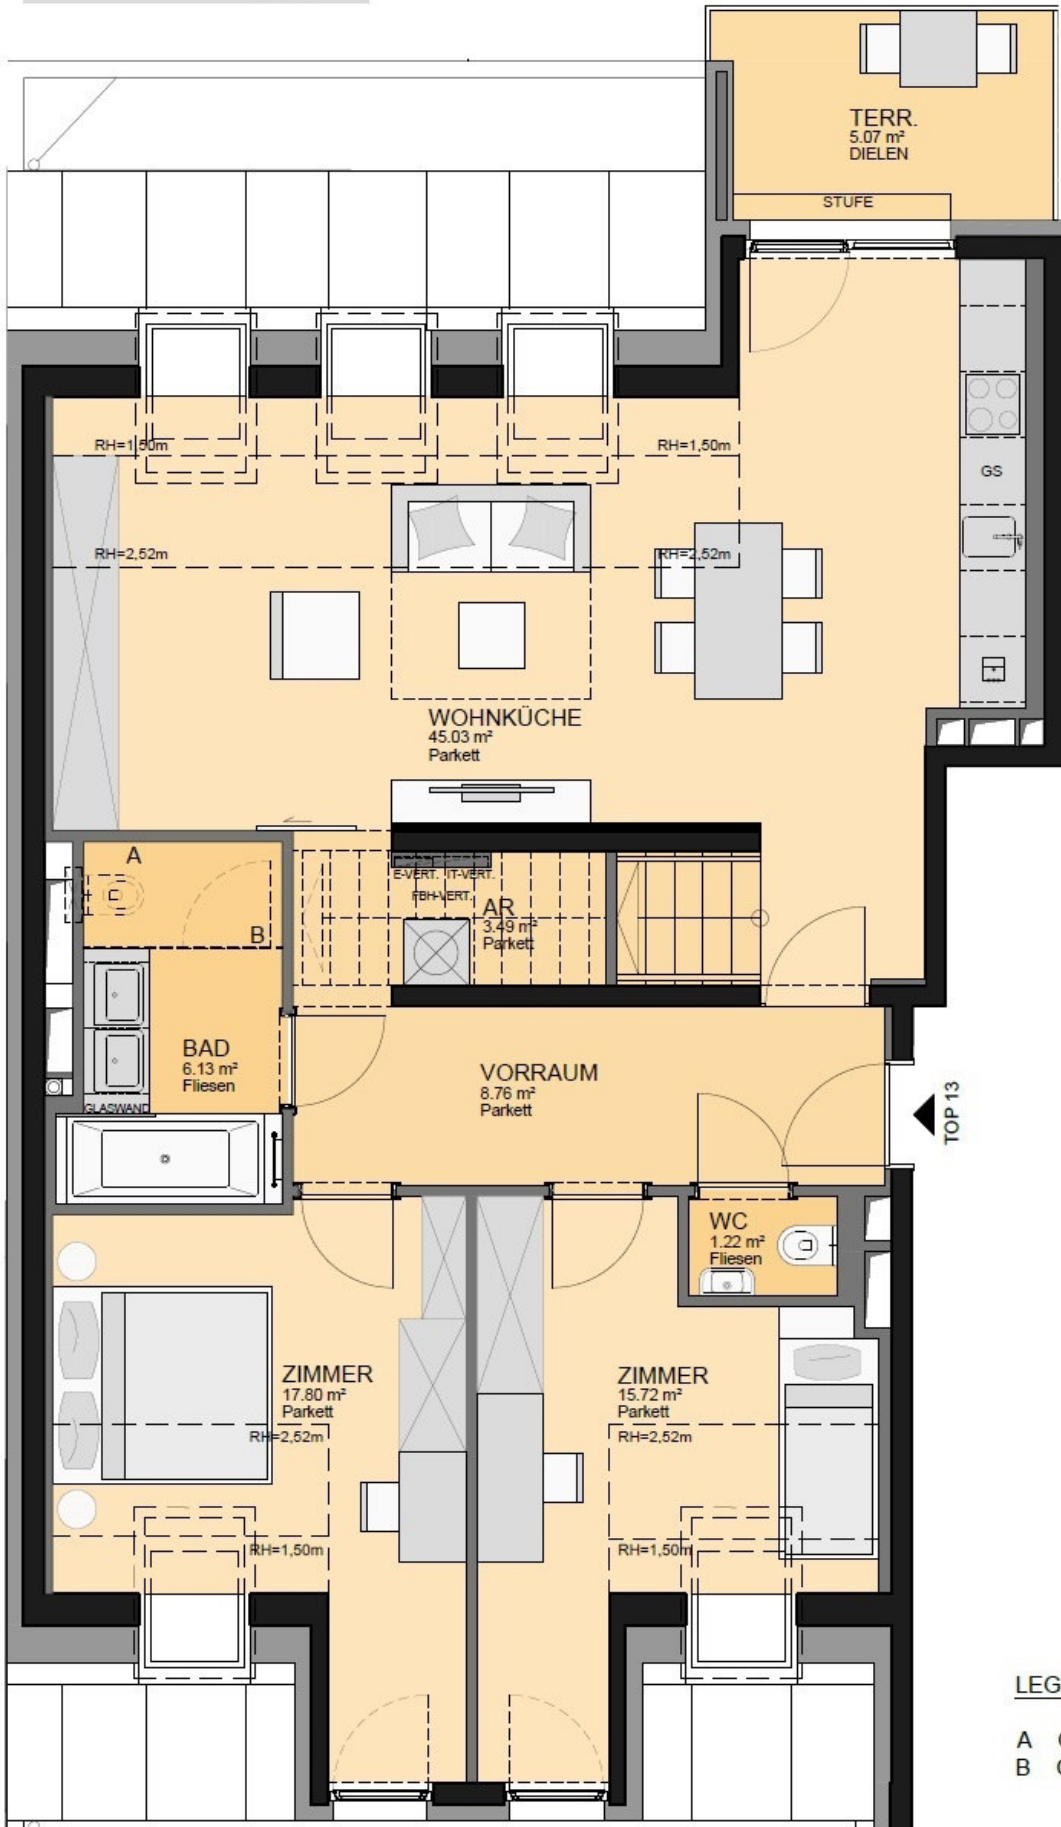 TERR.
5.07 m²
DIELEN
STUFE
RH=1,50m
RH=1,50m
GS
RH=2,52m
RH=2,52m
WOHNKÜCHE
45.03 m²
Parkett
A
E-VERT. IT-VERT.
FBH-VERT.
AR
3.49 m²
Parkett
B
BAD
6.13 m²
Fliesen
VORRAUM
8.76 m²
Parkett
GLASWAND
TOP 13
WC
1.22 m²
Fliesen
ZIMMER
17.80 m²
Parkett
ZIMMER
15.72 m²
Parkett
RH=2,52m
RH=2,52m
RH=1,50m
RH=1,50m
LEG
A
B